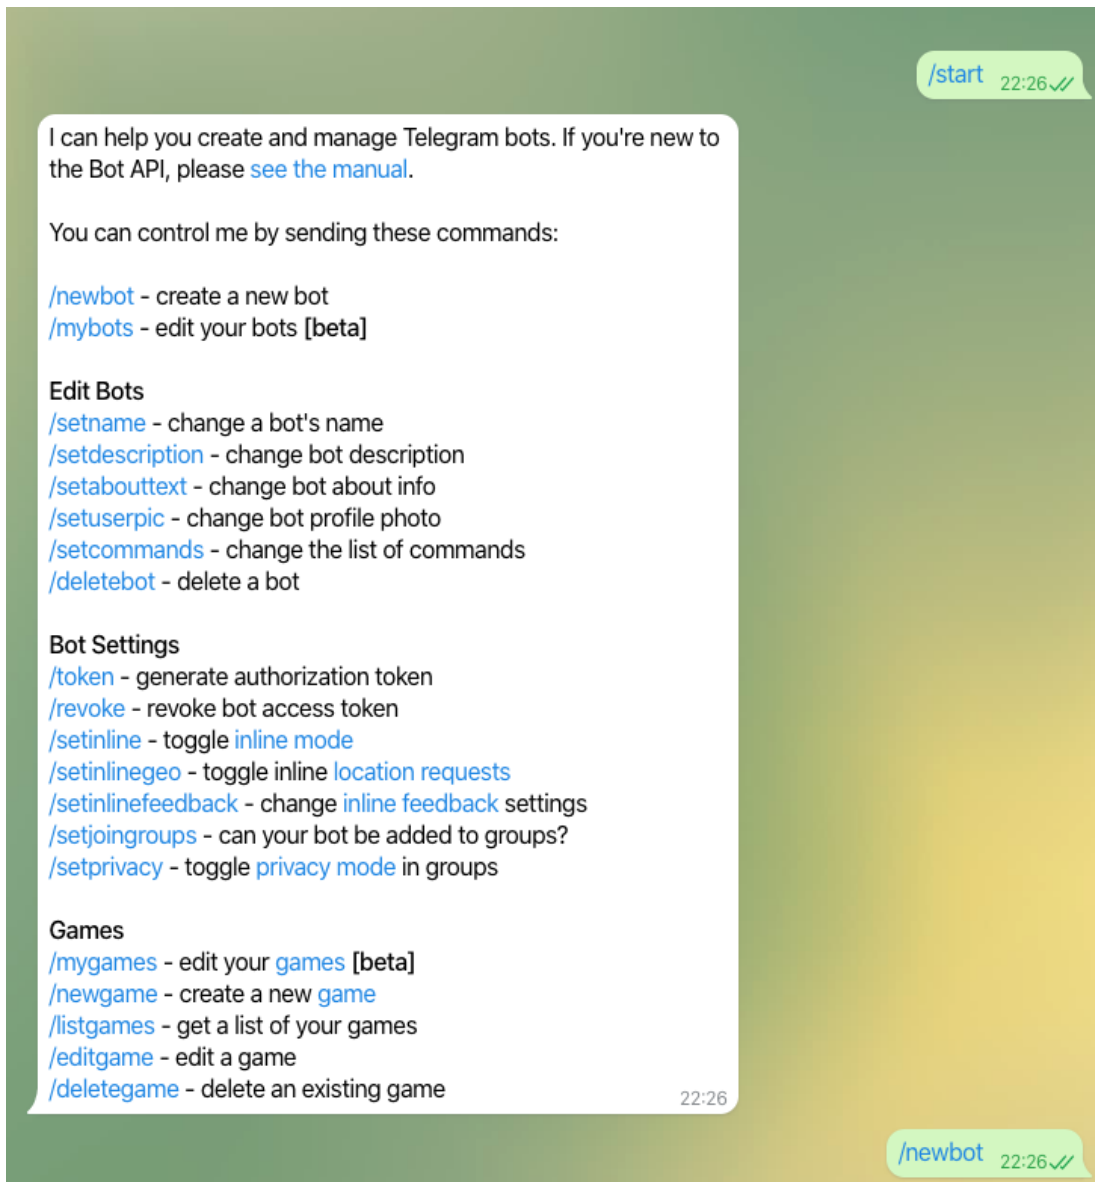 /start 22:26
I can help you create and manage Telegram bots. If you're new to
the Bot API, please see the manual.
You can control me by sending these commands:
/newbot - create a new bot
/mybots - edit your bots [beta]
Edit Bots
/setname - change a bot's name
/setdescription - change bot description
/setabouttext - change bot about info
/setuserpic - change bot profile photo
/setcommands - change the list of commands
/deletebot - delete a bot
Bot Settings
/token - generate authorization token
/revoke - revoke bot access token
/setinline - toggle inline mode
/setinlinegeo - toggle inline location requests
/setinlinefeedback - change inline feedback settings
/setjoingroups - can your bot be added to groups?
/setprivacy - toggle privacy mode in groups
Games
/mygames - edit your games [beta]
/newgame - create a new game
/listgames - get a list of your games
/editgame - edit a game
/deletegame - delete an existing game
22:26
/newbot 22:26